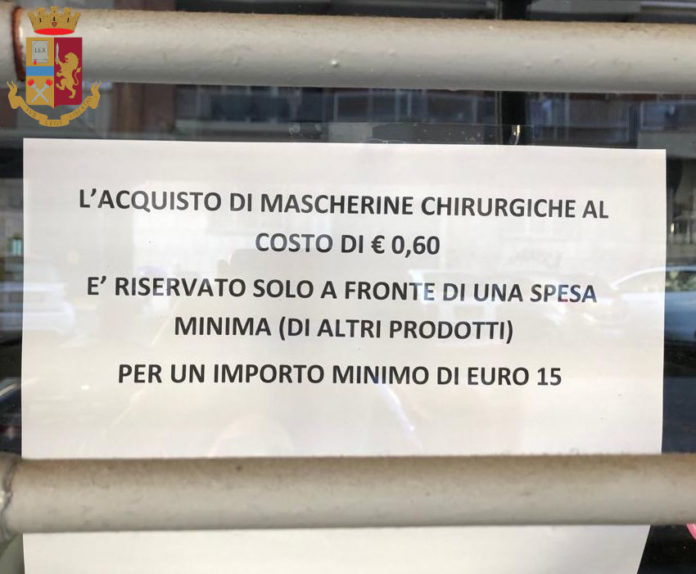 L'ACQUISTO DI MASCHERINE CHIRURGICHE AL
COSTO DI € 0,60
E' RISERVATO SOLO A FRONTE DI UNA SPESA
MINIMA (DI ALTRI PRODOTTI)
PER UN IMPORTO MINIMO DI EURO 15